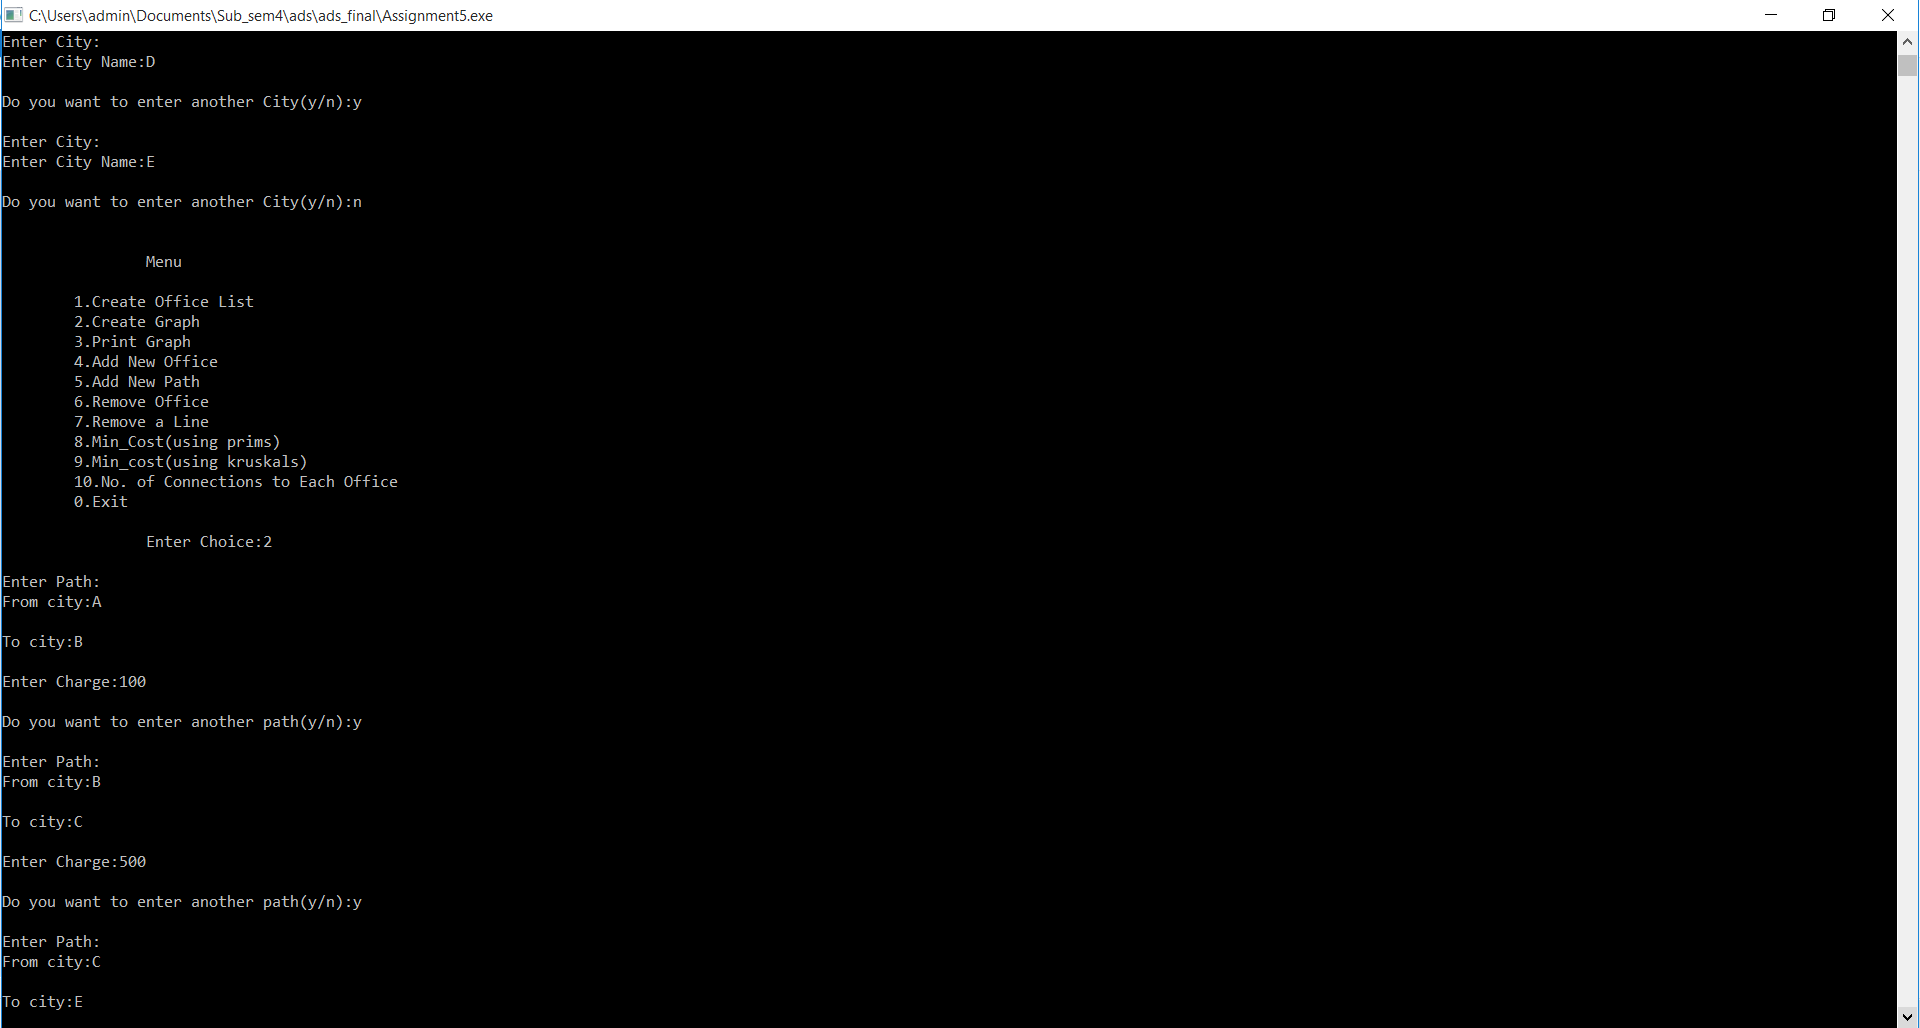 C:\Users\admin\Documents\Sub_sem4\ads\ads_final\Assignment5.exe
Enter City:
Enter City Name:D
Do you want to enter another City(y/n):y
Enter City:
Enter City Name:E
Do you want to enter another City(y/n):n
Menu
1.Create Office List
2.Create Graph
3.Print Graph
4.Add New Office
5.Add New Path
6.Remove Office
7.Remove a Line
8.Min_Cost(using prims)
9.Min_cost(using kruskals)
10.No. of Connections to Each Office
0.Exit
Enter Choice:2
Enter Path:
From city:A
To city:B
Enter Charge:100
Do you want to enter another path(y/n):y
Enter Path:
From city:B
To city:C
Enter Charge:500
Do you want to enter another path(y/n):y
Enter Path:
From city:C
To city:E